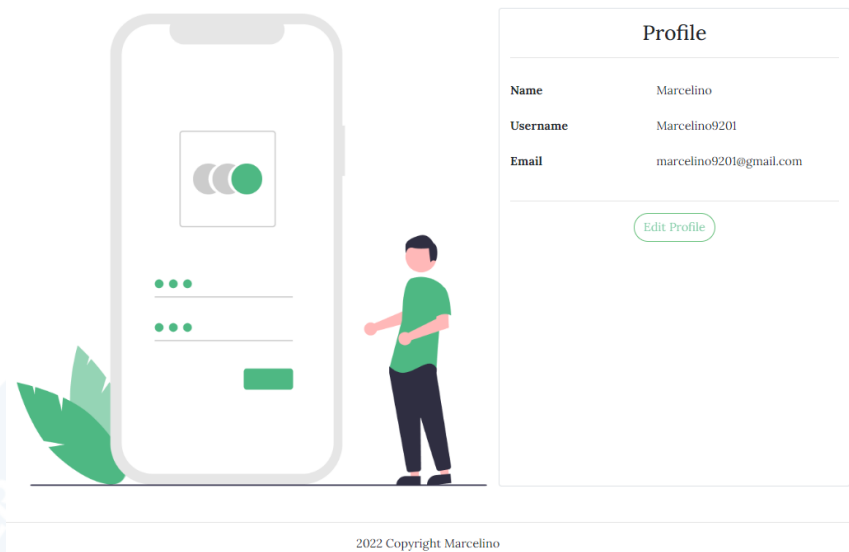 Profile
Name Marcelino
Username Marcelino9201
Email marcelino9201@gmail.com
Edit Profile
2022 Copyright Marcelino